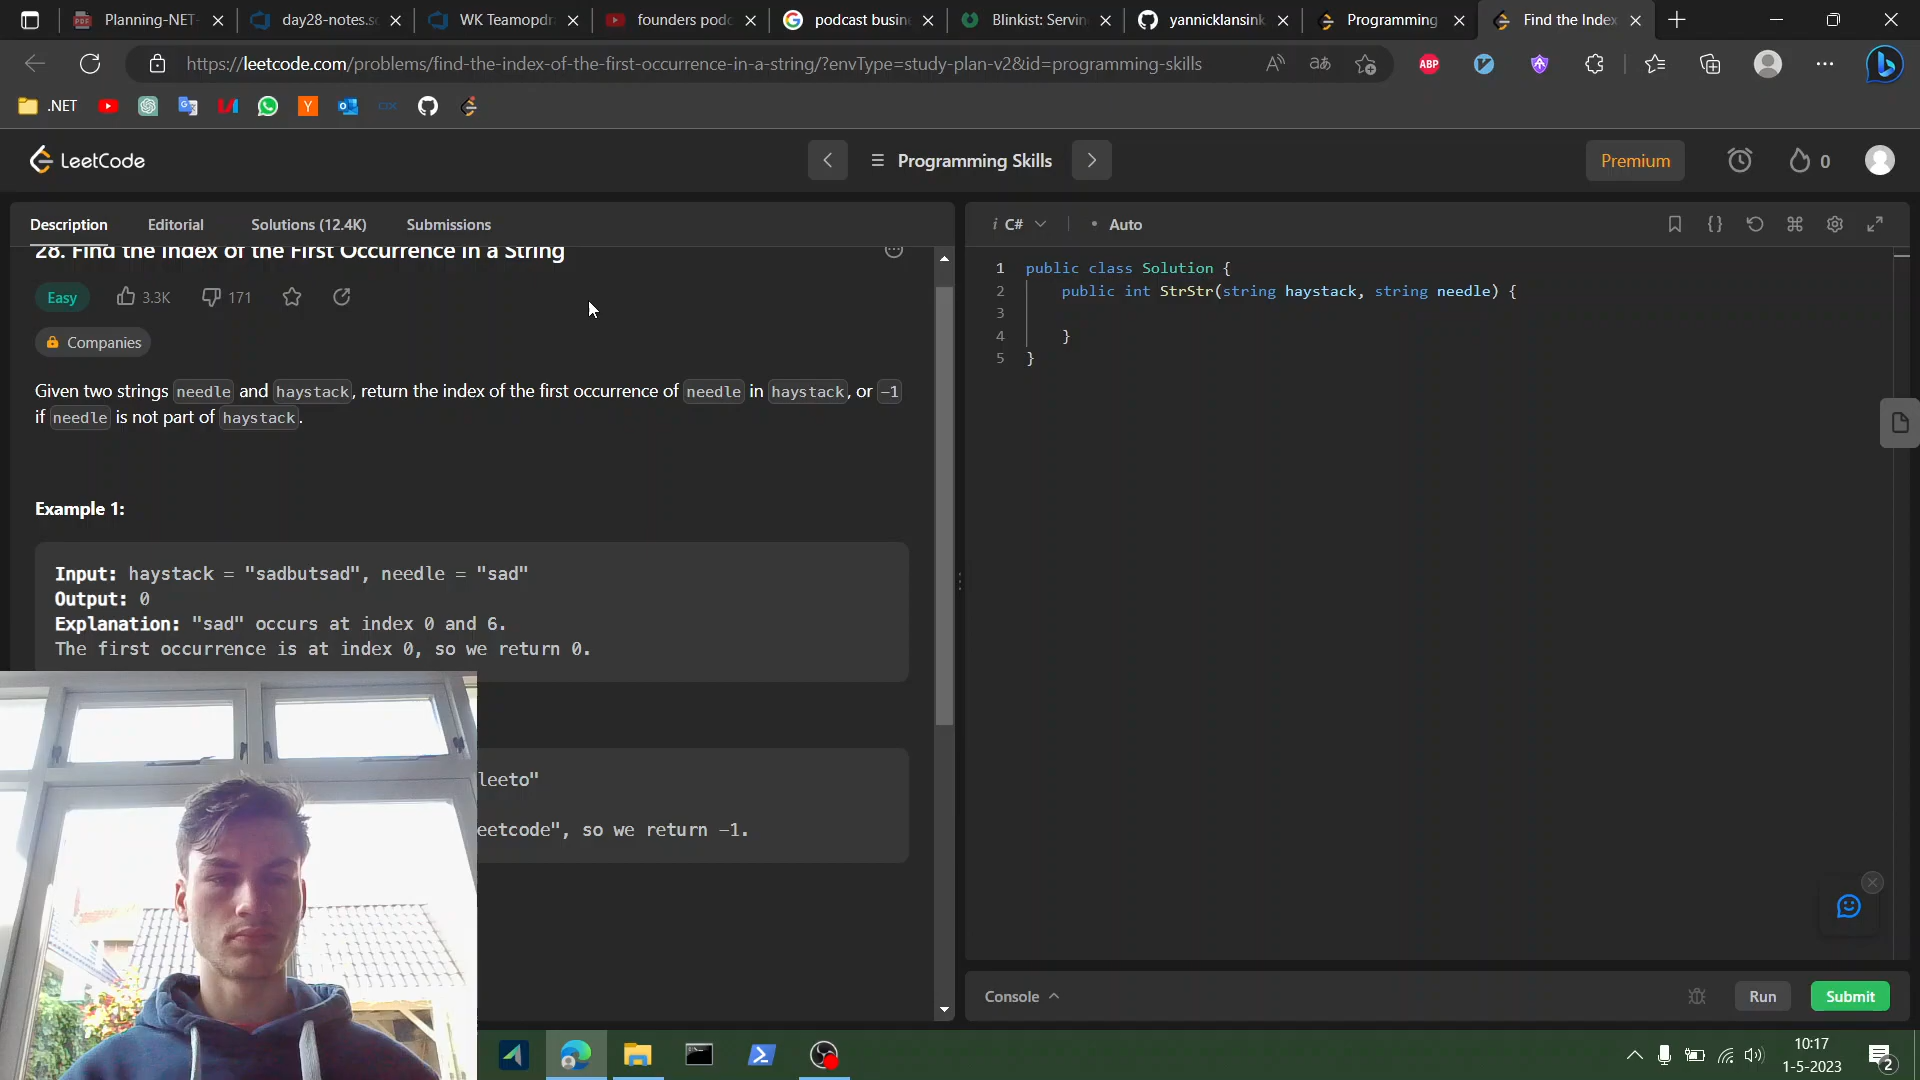 Planning-NET-
day28-notes.s
WK Teamopdr
founders podc
podcast busin
Blinkist: Servin
yannicklansink
Programming
Find the Index
https://leetcode.com/problems/find-the-index-of-the-first-occurrence-in-a-string/?envType=study-plan-v2&id=programming-skills
ABP
.NET
LeetCode
Programming Skills
Premium
0
Description
Editorial
Solutions (12.4K)
Submissions
28. Find the Index of the First Occurrence in a String
Easy
3.3K
171
Companies
Given two strings needle and haystack, return the index of the first occurrence of needle in haystack, or -1
if needle is not part of haystack.
Example 1:
Input: haystack = "sadbutsad", needle = "sad"
Output: 0
Explanation: "sad" occurs at index 0 and 6.
The first occurrence is at index 0, so we return 0.
leeto"
eetcode", so we return -1.
i C#
• Auto
1 public class Solution {
2 public int StrStr(string haystack, string needle) {
3
4 }
5 }
Console
Run
Submit
10:17
1-5-2023
2